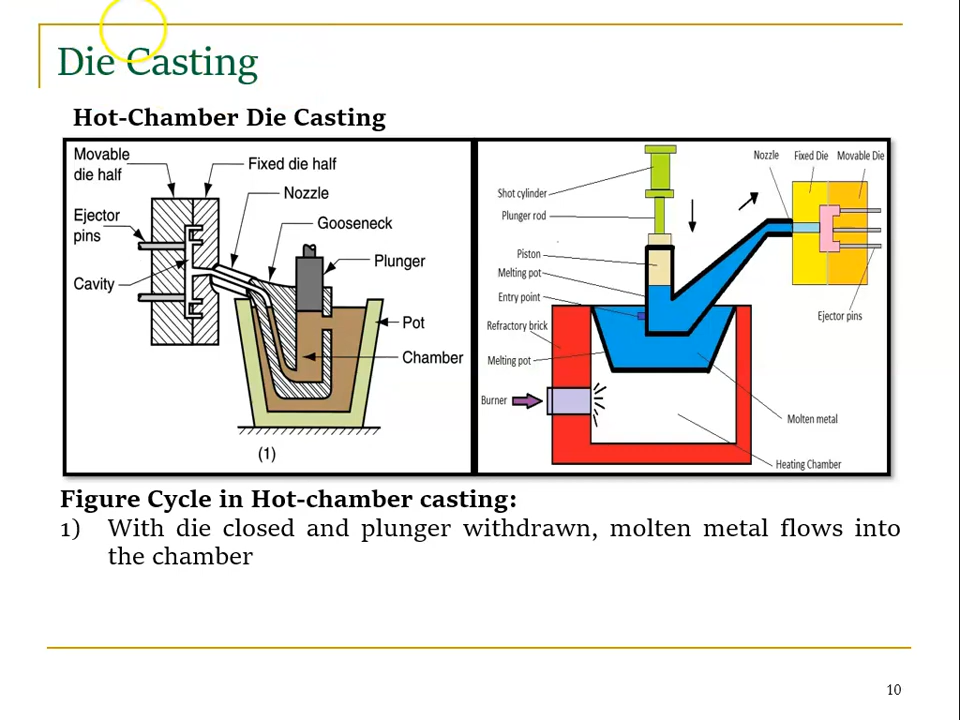 Die Casting
Hot-Chamber Die Casting
Movable
die half
Fixed die half
Nozzle
Ejector
pins
Gooseneck
Plunger
Cavity
Pot
Chamber
(1)
Nozzle
Fixed Die
Movable Die
Shot cylinder
Plunger rod
Piston
Melting pot
Entry point
Refractory brick
Ejector pins
Melting pot
Burner
Molten metal
Heating Chamber
Figure Cycle in Hot-chamber casting:
1) With die closed and plunger withdrawn, molten metal flows into
the chamber
10